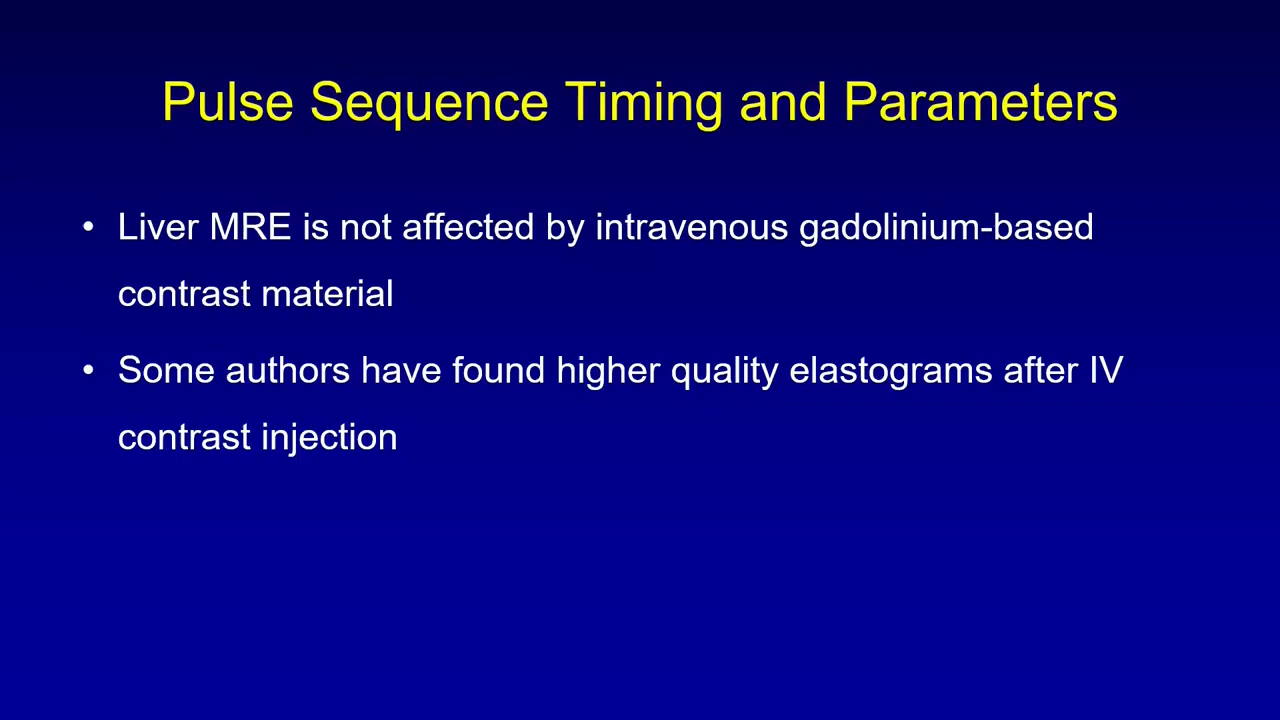 Pulse Sequence Timing and Parameters
• Liver MRE is not affected by intravenous gadolinium-based
contrast material
• Some authors have found higher quality elastograms after IV
contrast injection